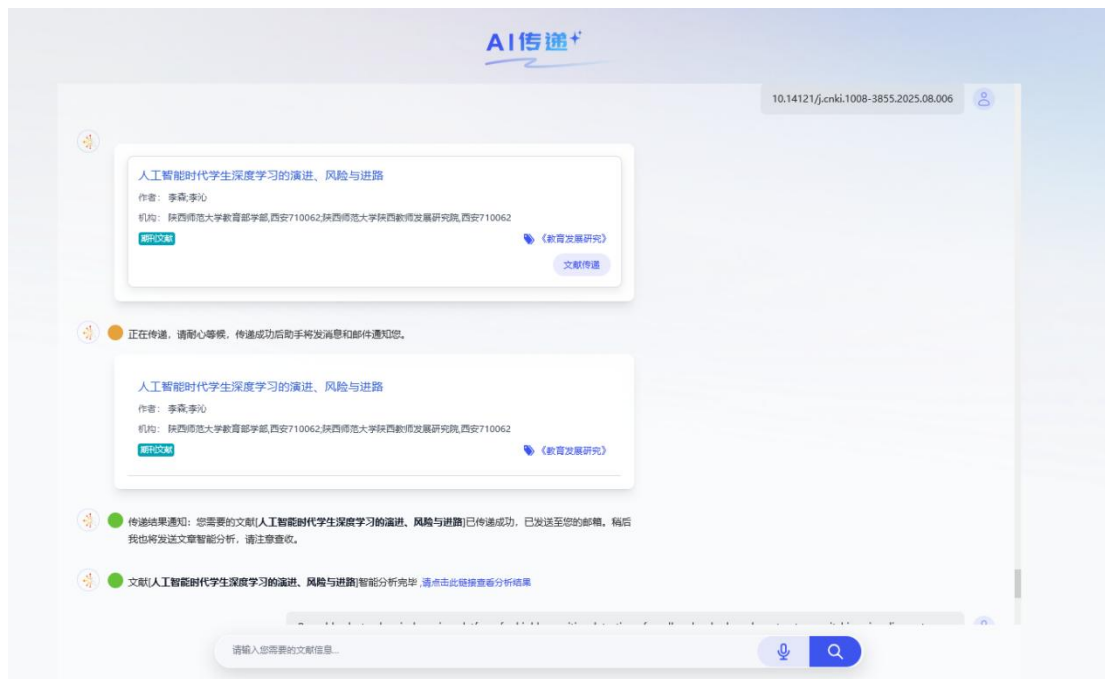 AI传递
10.14121/j.cnki.1008-3855.2025.08.006
人工智能时代学生深度学习的演进、风险与进路
作者： 李森;李沁
机构： 陕西师范大学教育部学部,西安710062;陕西师范大学陕西教师发展研究院,西安710062
期刊文献
《教育发展研究》
文献传递
正在传递，请耐心等候，传递成功后助手将发消息和邮件通知您。
人工智能时代学生深度学习的演进、风险与进路
作者： 李森;李沁
机构： 陕西师范大学教育部学部,西安710062;陕西师范大学陕西教师发展研究院,西安710062
期刊文献
《教育发展研究》
传递结果通知：您需要的文献[人工智能时代学生深度学习的演进、风险与进路]已传递成功，已发送至您的邮箱。稍后
我也将发送文章智能分析，请注意查收。
文献[人工智能时代学生深度学习的演进、风险与进路]智能分析完毕 ,请点击此链接查看分析结果
请输入您需要的文献信息...